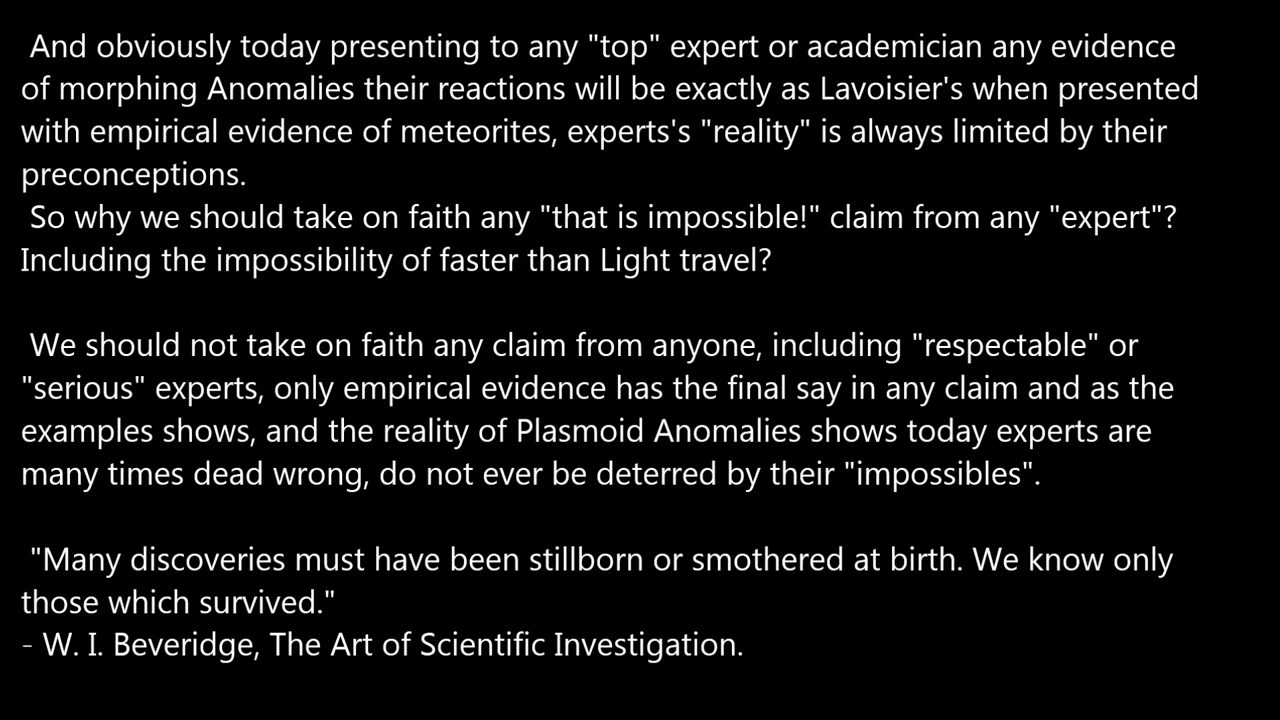 And obviously today presenting to any "top" expert or academician any evidence
of morphing Anomalies their reactions will be exactly as Lavoisier's when presented
with empirical evidence of meteorites, experts's "reality" is always limited by their
preconceptions.
So why we should take on faith any "that is impossible!" claim from any "expert"?
Including the impossibility of faster than Light travel?
We should not take on faith any claim from anyone, including "respectable" or
"serious" experts, only empirical evidence has the final say in any claim and as the
examples shows, and the reality of Plasmoid Anomalies shows today experts are
many times dead wrong, do not ever be deterred by their "impossibles".
"Many discoveries must have been stillborn or smothered at birth. We know only
those which survived."
- W. I. Beveridge, The Art of Scientific Investigation.